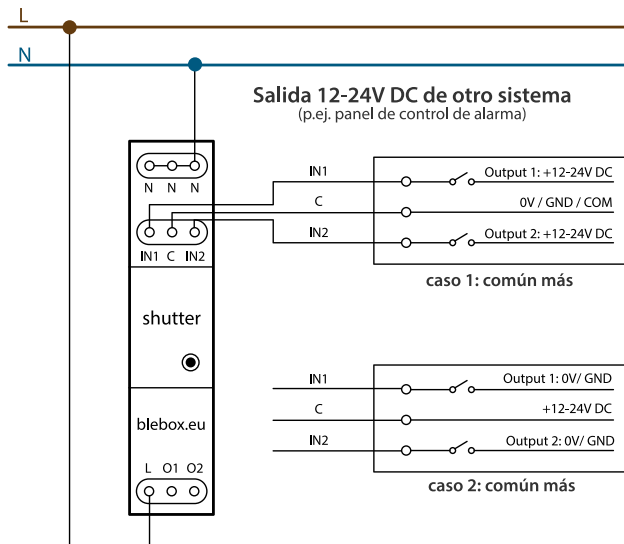 L
N
Salida 12-24V DC de otro sistema
(p.ej. panel de control de alarma)
N N N
IN1 C IN2
shutter
blebox.eu
L O1 O2
IN1 Output 1: +12-24V DC
C 0V / GND / COM
IN2 Output 2: +12-24V DC
caso 1: común más
IN1 Output 1: 0V/ GND
C +12-24V DC
IN2 Output 2: 0V/ GND
caso 2: común más